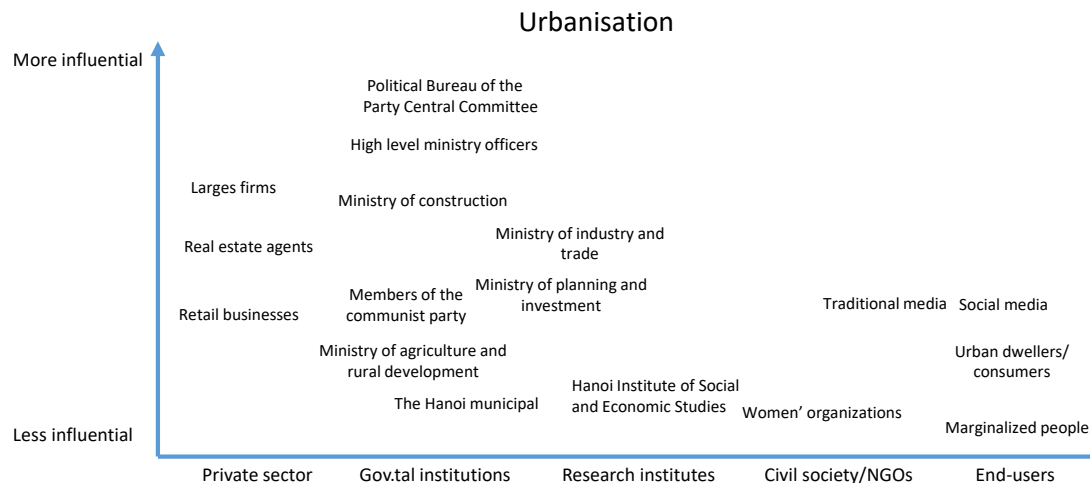 Urbanisation
More influential
Political Bureau of the
Party Central Committee
High level ministry officers
Larges firms
Ministry of construction
Real estate agents
Ministry of industry and
trade
Ministry of planning and
investment
Members of the
communist party
Retail businesses
Traditional media
Social media
Ministry of agriculture and
rural development
Urban dwellers/
consumers
The Hanoi municipal
Hanoi Institute of Social
and Economic Studies
Women’ organizations
Marginalized people
Less influential
Private sector
Gov.tal institutions
Research institutes
Civil society/NGOs
End-users